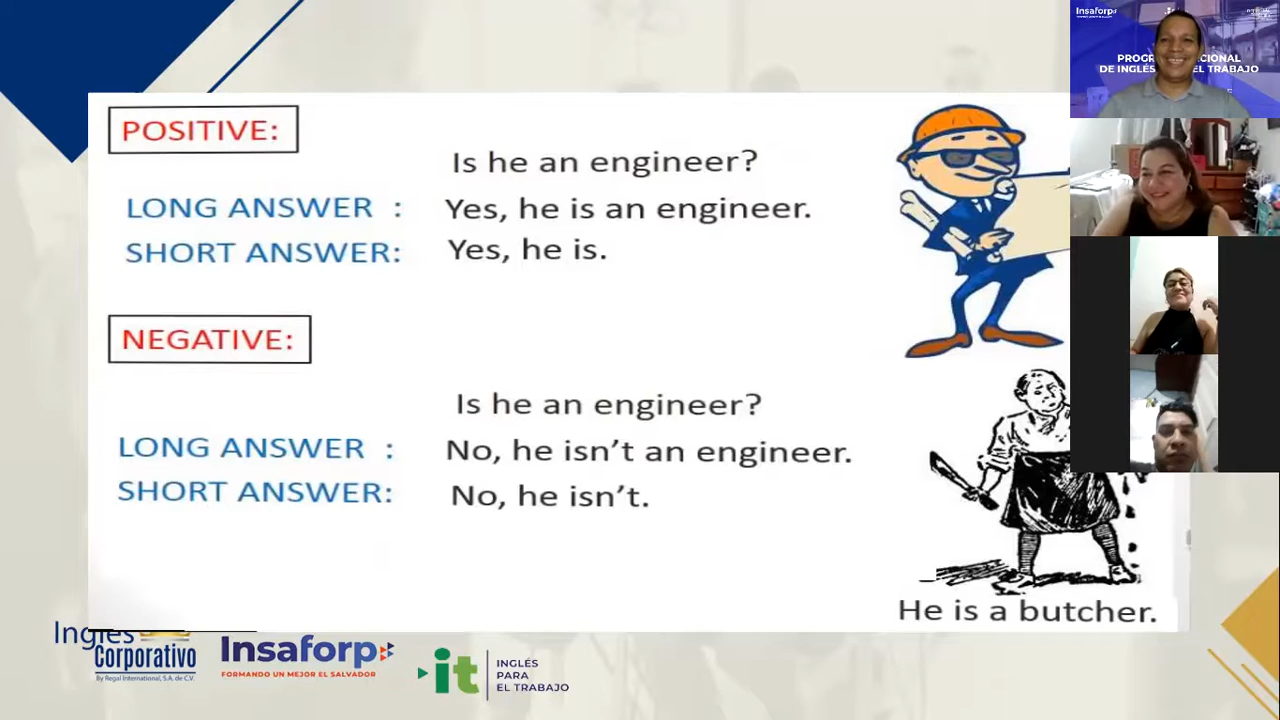 POSITIVE:
Is he an engineer?
LONG ANSWER : Yes, he is an engineer.
SHORT ANSWER: Yes, he is.
NEGATIVE:
Is he an engineer?
LONG ANSWER : No, he isn't an engineer.
SHORT ANSWER: No, he isn't.
He is a butcher.
Inglés
Corporativo
By Regal International, S.A. de C.V.
Insaforp
FORMANDO UN MEJOR EL SALVADOR
it
INGLÉS
PARA
EL TRABAJO
Insaforp
DE INGLÉS EL TRABAJO